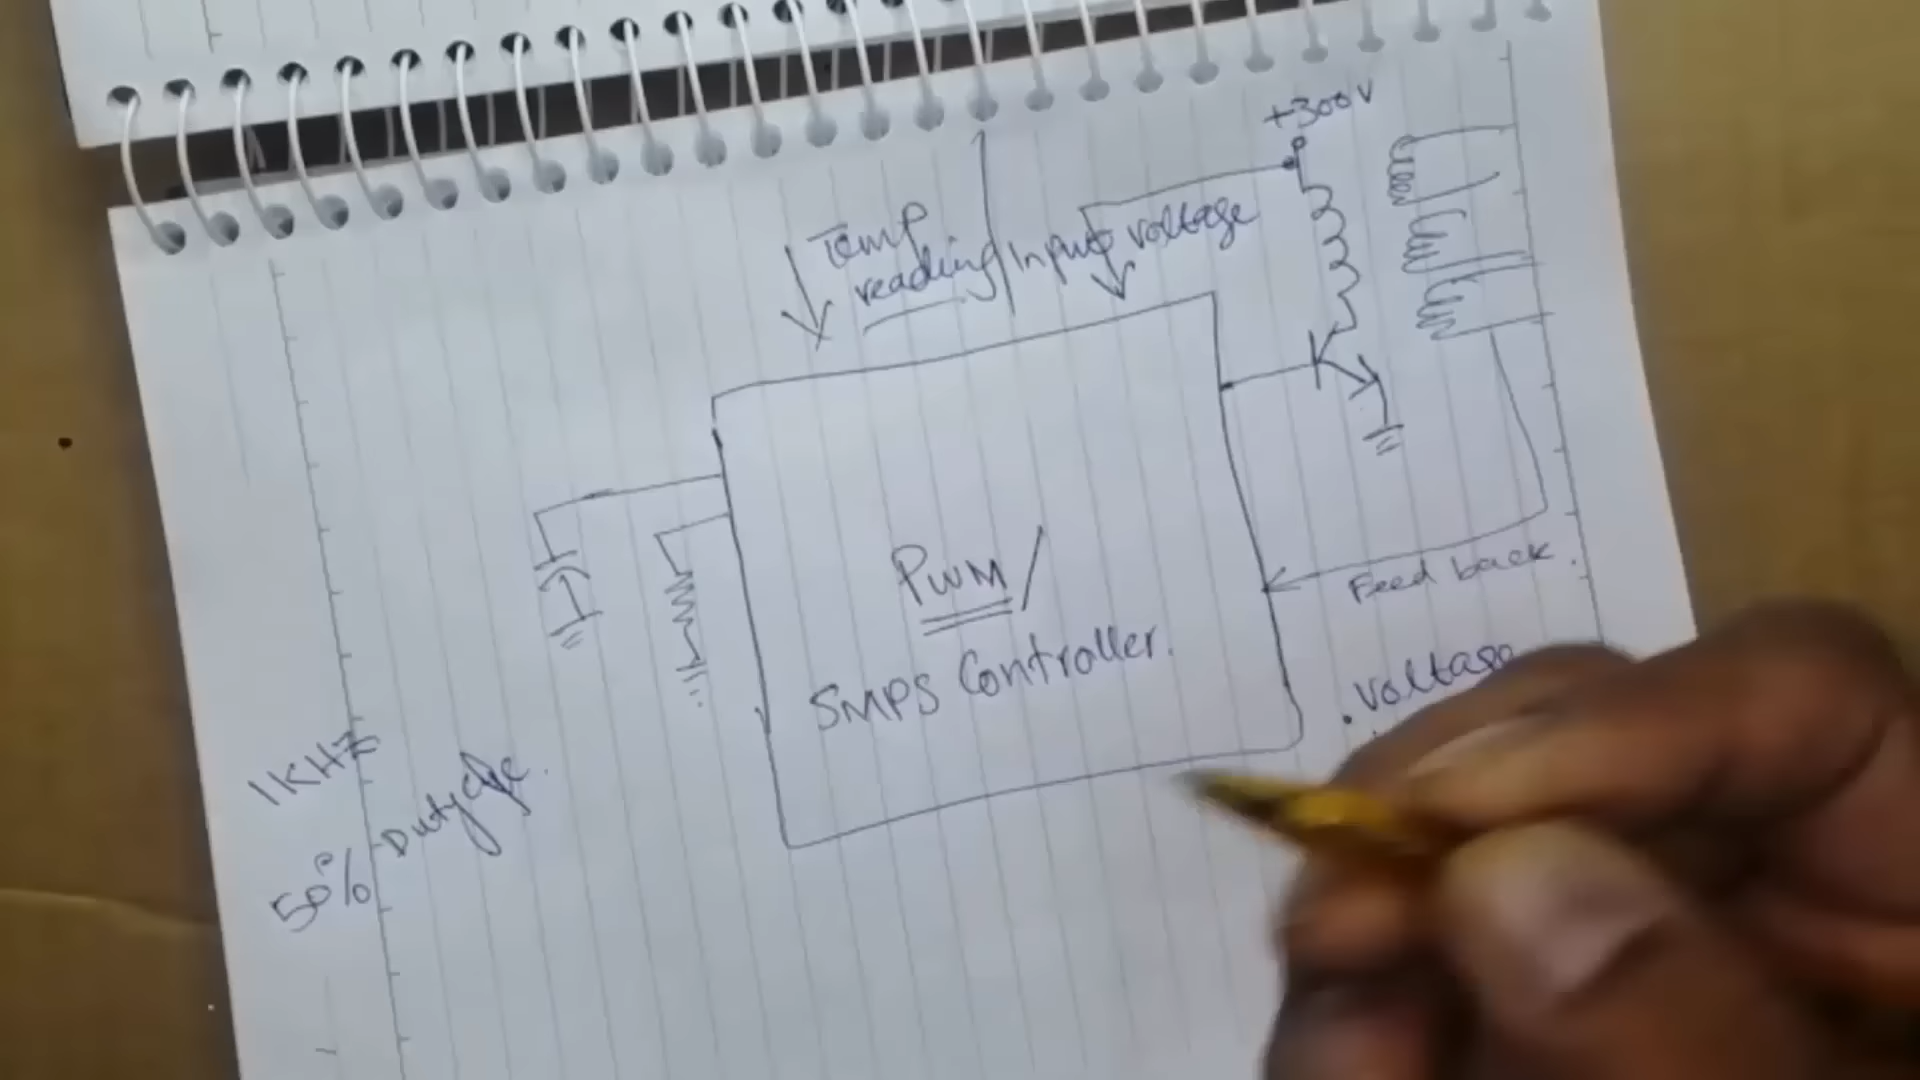 +300V
Temp
reading
Input voltage
PWM/
SMPS Controller.
Feed back.
.voltage
1KHz
50% Dutycycle.